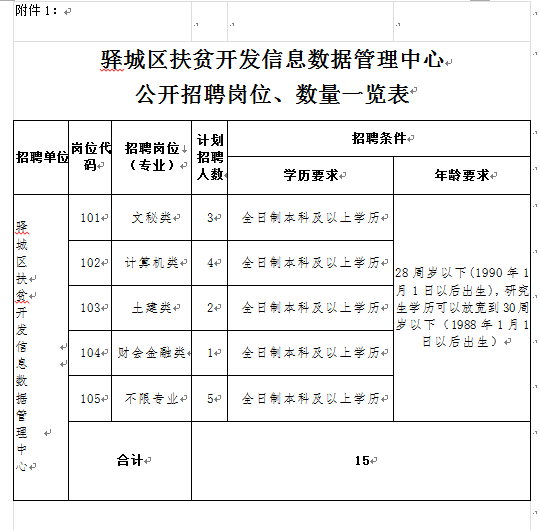 附件 1：
驿城区扶贫开发信息数据管理中心
公开招聘岗位、数量一览表
招聘单位
岗位代
码
招聘岗位
（专业）
计划
招聘
人数
招聘条件
学历要求
年龄要求
驿
城
区
扶
贫
开
发
信
息
数
据
管
理
中
心
101
文秘类
3
全日制本科及以上学历
102
计算机类
4
全日制本科及以上学历
103
土建类
2
全日制本科及以上学历
104
财会金融类
1
全日制本科及以上学历
105
不限专业
5
全日制本科及以上学历
28 周岁以下(1990 年 1
月 1 日以后出生)，研究
生学历可以放宽到 30 周
岁以下（1988 年 1 月 1
日以后出生）
合计
15